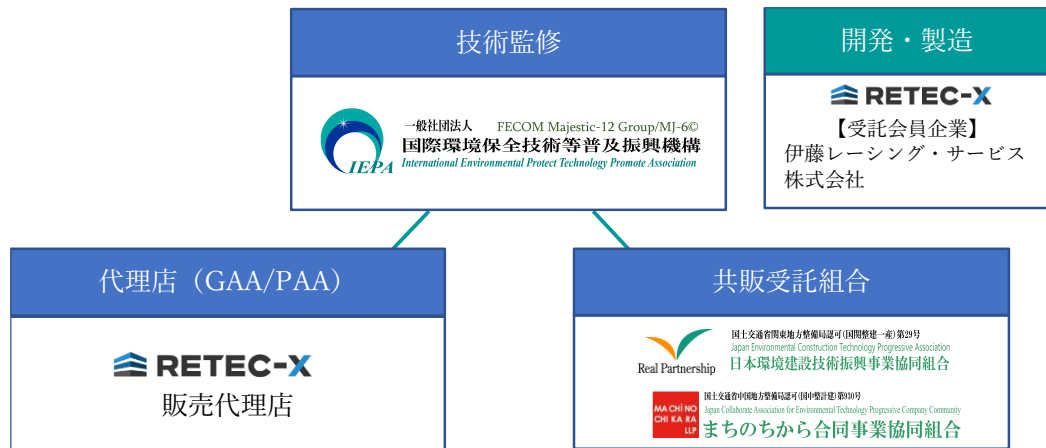 技術監修
一般社団法人 FECOM Majestic-12 Group/MJ-6©
国際環境保全技術等普及振興機構
IEPA International Environmental Protect Technology Promote Association
開発・製造
RETEC-X
【受託会員企業】
伊藤レーシング・サービス
株式会社
代理店（GAA/PAA）
RETEC-X
販売代理店
共販受託組合
Real Partnership
国土交通省関東地方整備局認可（国関整建一産）第29号
Japan Environmental Construction Technology Progressive Association
日本環境建設技術振興事業協同組合
MA CHÍ NO
CHI KA RA
LLP
国土交通省中国地方整備局認可（国中整計建）第930号
Japan Collaborate Association for Environmental Technology Progressive Company Community
まちのちから合同事業協同組合